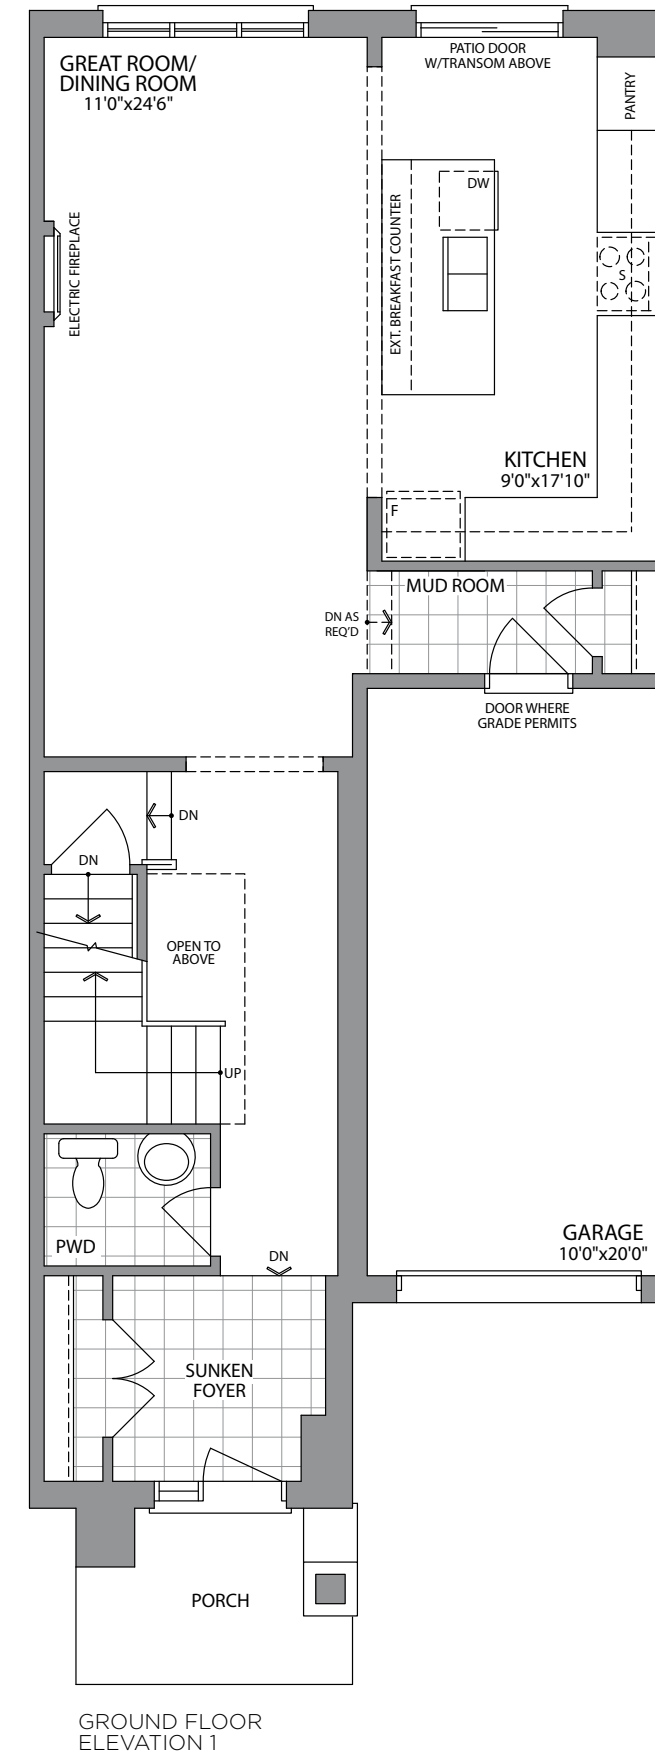 GREAT ROOM/
DINING ROOM
11'0"x24'6"
PATIO DOOR
W/TRANSOM ABOVE
PANTRY
DW
ELECTRIC FIREPLACE
EXT. BREAKFAST COUNTER
S
KITCHEN
9'0"x17'10"
F
MUD ROOM
DN AS
REQ'D
DOOR WHERE
GRADE PERMITS
DN
DN
OPEN TO
ABOVE
UP
PWD
DN
GARAGE
10'0"x20'0"
SUNKEN
FOYER
PORCH
GROUND FLOOR
ELEVATION 1